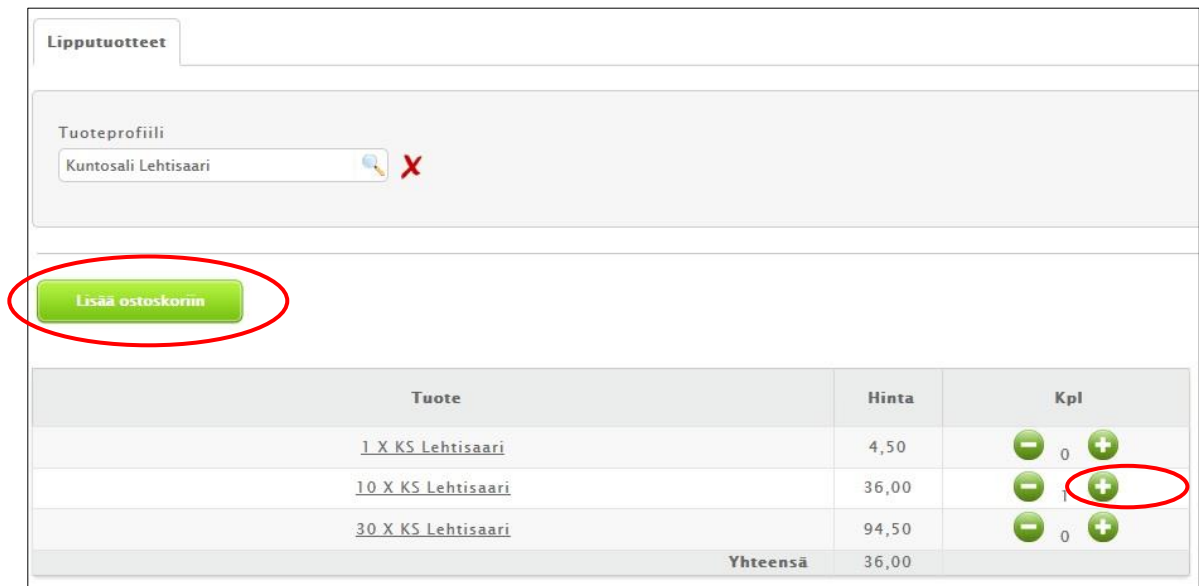 Lipputuotteet
Tuoteprofiili
Kuntosali Lehtisaari
Lisää ostoskoriin
Tuote Hinta Kpl
1 X KS Lehtisaari 4,50 0
10 X KS Lehtisaari 36,00 1
30 X KS Lehtisaari 94,50 0
Yhteensä 36,00